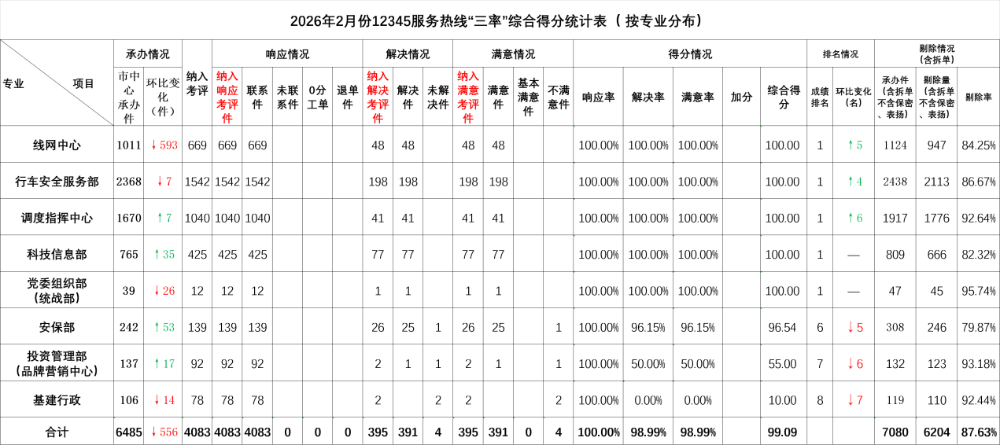 2026年2月份12345服务热线“三率”综合得分统计表（ 按专业分布）
专业 项目 承办情况 纳入考评 响应情况 解决情况 满意情况 得分情况 排名情况 剔除情况（含拆单）
市中心承办件 环比变化（件） 纳入响应考评件 联系件 未联系件 0分工单 退单件 纳入解决考评件 解决件 未解决件 纳入满意考评件 满意件 基本满意件 不满意件 响应率 解决率 满意率 加分 综合得分 成绩排名 环比变化（名） 承办件（含拆单不含保密、表扬） 剔除量（含拆单不含保密、表扬） 剔除率
线网中心 1011 ↓593 669 669 669 48 48 48 48 100.00% 100.00% 100.00% 100.00 1 ↑5 1124 947 84.25%
行车安全服务部 2368 ↓7 1542 1542 1542 198 198 198 198 100.00% 100.00% 100.00% 100.00 1 ↑4 2438 2113 86.67%
调度指挥中心 1670 ↑7 1040 1040 1040 41 41 41 41 100.00% 100.00% 100.00% 100.00 1 ↑6 1917 1776 92.64%
科技信息部 765 ↑35 425 425 425 77 77 77 77 100.00% 100.00% 100.00% 100.00 1 — 809 666 82.32%
党委组织部（统战部） 39 ↓26 12 12 12 1 1 1 1 100.00% 100.00% 100.00% 100.00 1 — 47 45 95.74%
安保部 242 ↑53 139 139 139 26 25 1 26 25 1 100.00% 96.15% 96.15% 96.54 6 ↓5 308 246 79.87%
投资管理部（品牌营销中心） 137 ↑17 92 92 92 2 1 1 2 1 1 100.00% 50.00% 50.00% 55.00 7 ↓6 132 123 93.18%
基建行政 106 ↓14 78 78 78 2 2 2 2 100.00% 0.00% 0.00% 10.00 8 ↓7 119 110 92.44%
合计 6485 ↓556 4083 4083 4083 0 0 0 395 391 4 395 391 0 4 100.00% 98.99% 98.99% 99.09 7080 6204 87.63%